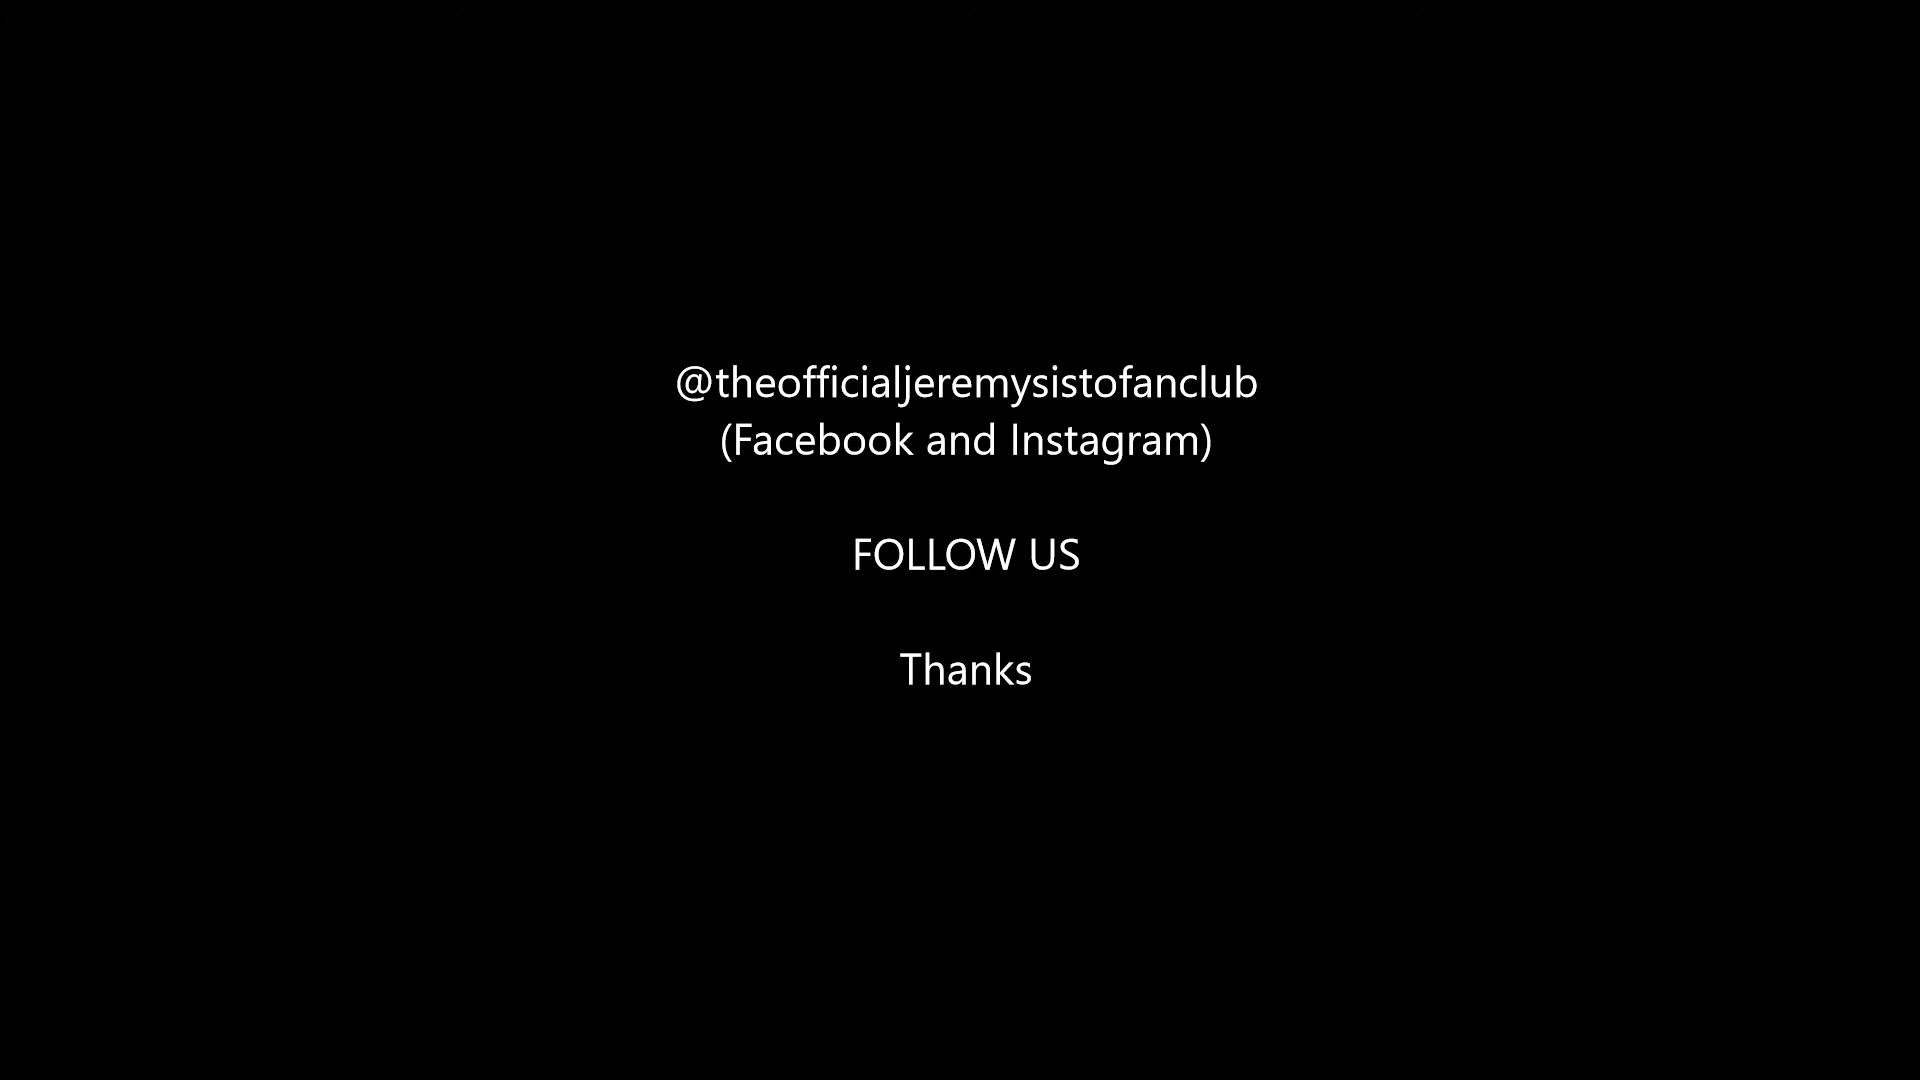 @theofficialjeremysistofanclub
(Facebook and Instagram)
FOLLOW US
Thanks